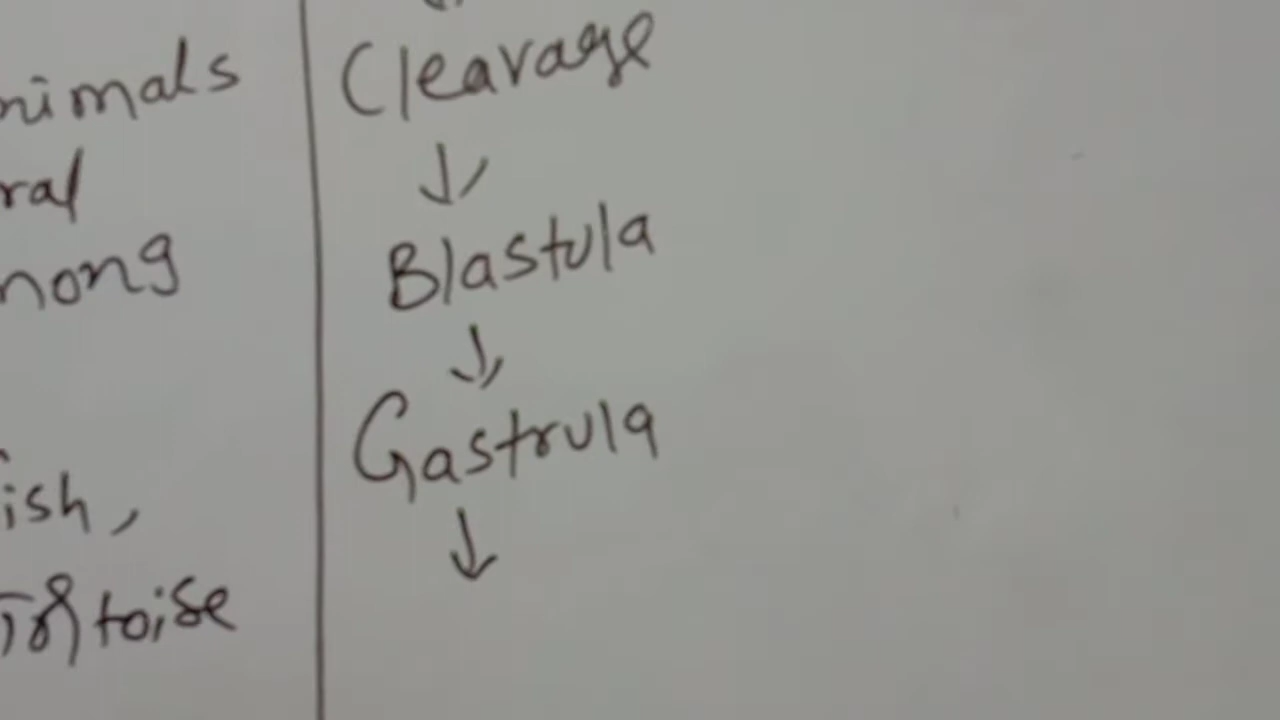 nimals
ral
nong
ish,
toise
Cleavage
↓
Blastula
↓
Gastrula
↓